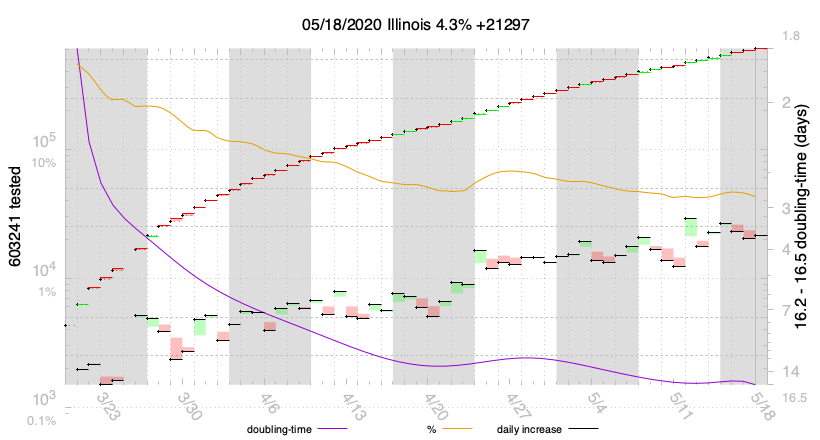 05/18/2020 Illinois 4.3% +21297
603241 tested
10^5
10%
10^4
1%
10^3
0.1%
1.8
2
3
4
7
14
16.5
16.2 - 16.5 doubling-time (days)
3/23 3/30 4/6 4/13 4/20 4/27 5/4 5/11 5/18
doubling-time % daily increase